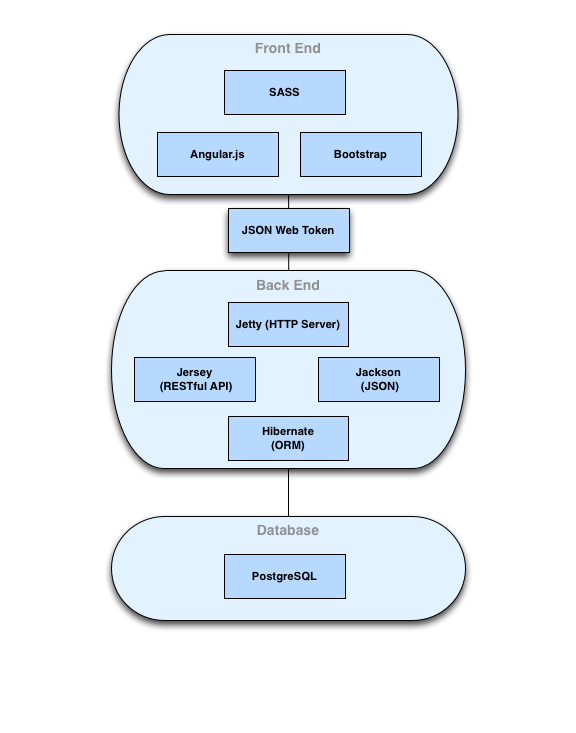 Front End
SASS
Angular.js
Bootstrap
JSON Web Token
Back End
Jetty (HTTP Server)
Jersey
(RESTful API)
Jackson
(JSON)
Hibernate
(ORM)
Database
PostgreSQL